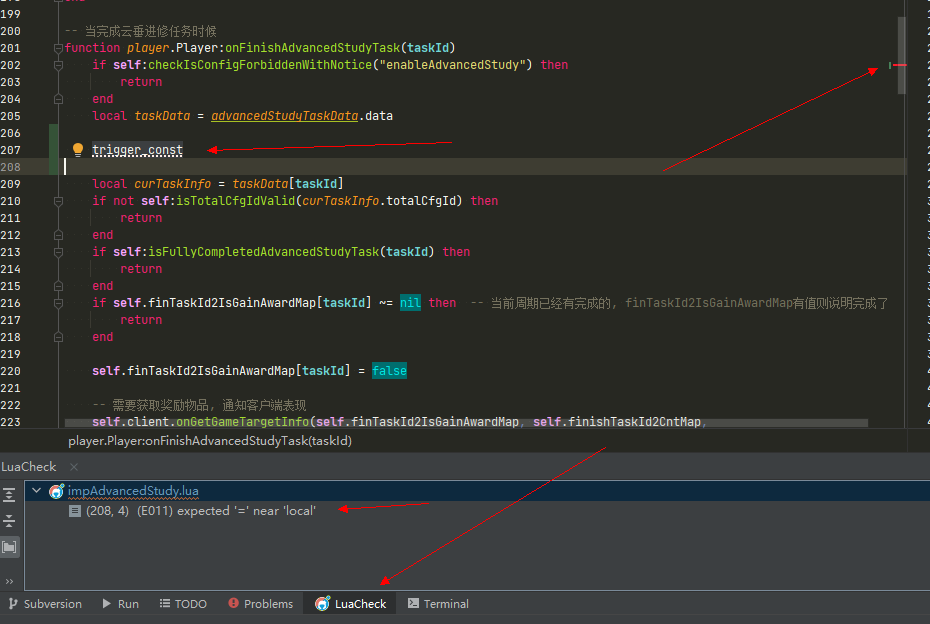 199
200 -- 当完成云垂进修任务时候
201 function player.Player:onFinishAdvancedStudyTask(taskId)
202 if self:checkIsConfigForbiddenWithNotice("enableAdvancedStudy") then
203 return
204 end
205 local taskData = advancedStudyTaskData.data
206
207 trigger_const
208
209 local curTaskInfo = taskData[taskId]
210 if not self:isTotalCfgIdValid(curTaskInfo.totalCfgId) then
211 return
212 end
213 if self:isFullyCompletedAdvancedStudyTask(taskId) then
214 return
215 end
216 if self.finTaskId2IsGainAwardMap[taskId] ~= nil then -- 当前周期已经有完成的, finTaskId2IsGainAwardMap有值则说明完成了
217 return
218 end
219
220 self.finTaskId2IsGainAwardMap[taskId] = false
221
222 -- 需要获取奖励物品, 通知客户端表现
223 self.client.onGetGameTargetInfo(self.finTaskId2IsGainAwardMap, self.finishTaskId2CntMap,
player.Player:onFinishAdvancedStudyTask(taskId)
LuaCheck
impAdvancedStudy.lua
(208, 4) (E011) expected '=' near 'local'
Subversion Run TODO Problems LuaCheck Terminal